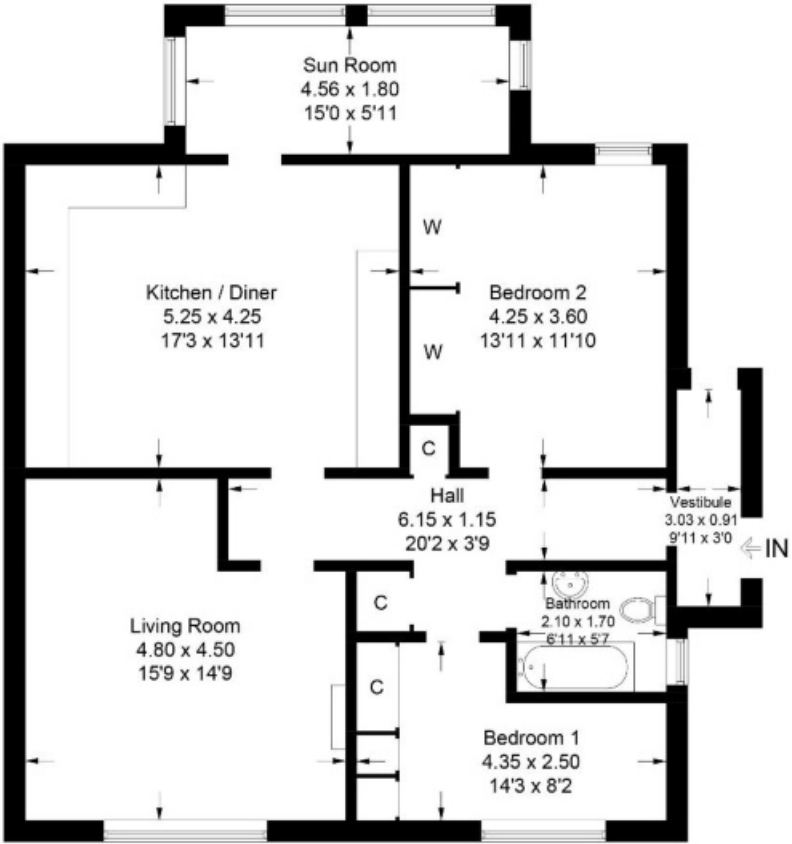 Sun Room
4.56 x 1.80
15'0 x 5'11
W
Kitchen / Diner
5.25 x 4.25
17'3 x 13'11
Bedroom 2
4.25 x 3.60
13'11 x 11'10
W
C
Hall
6.15 x 1.15
20'2 x 3'9
Vestibule
3.03 x 0.91
9'11 x 3'0
IN
C
Bathroom
2.10 x 1.70
6'11 x 5'7
Living Room
4.80 x 4.50
15'9 x 14'9
C
Bedroom 1
4.35 x 2.50
14'3 x 8'2